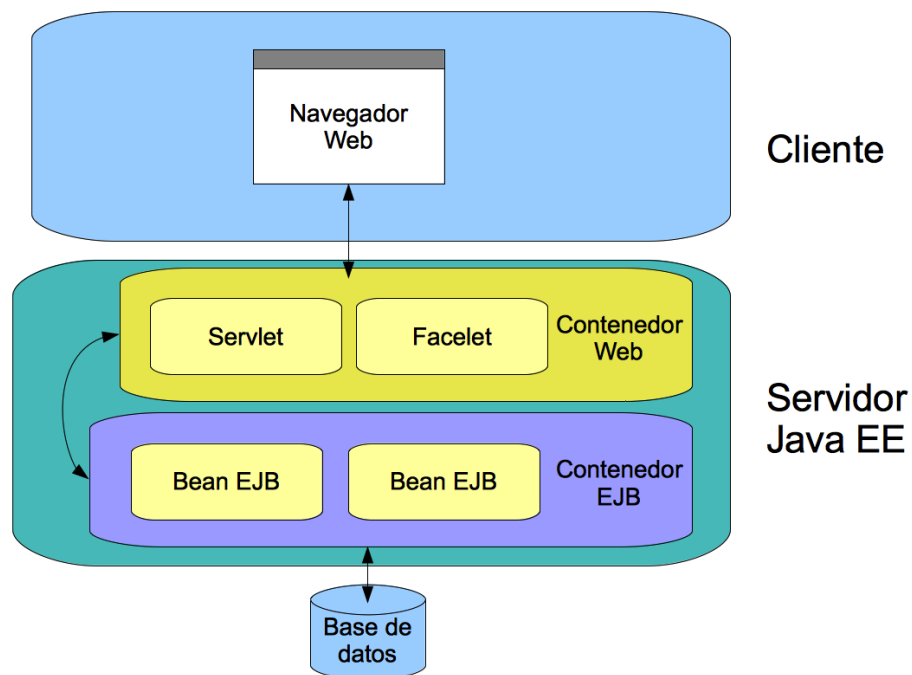 Navegador
Web
Cliente
Servlet
Facelet
Contenedor
Web
Servidor
Java EE
Bean EJB
Bean EJB
Contenedor
EJB
Base de
datos